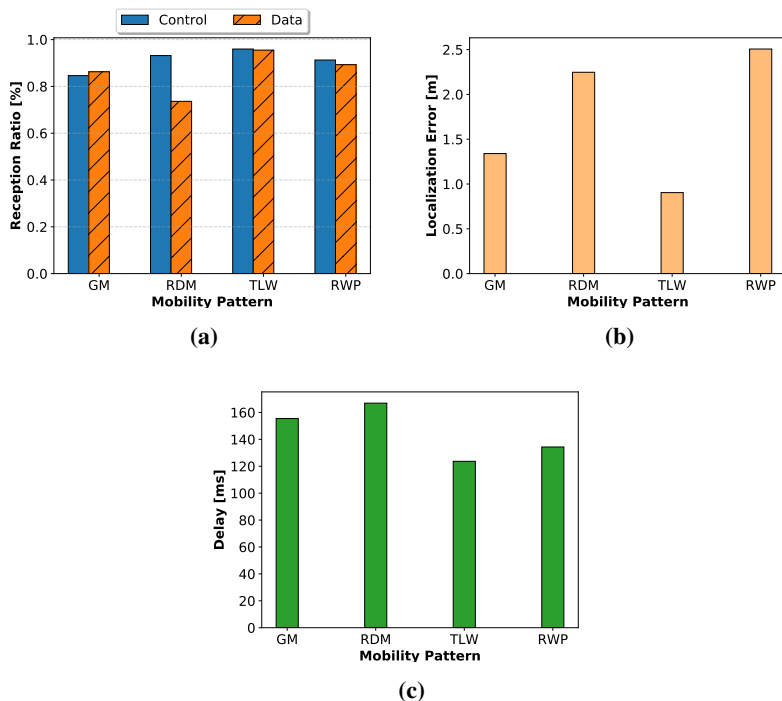 Control Data
Reception Ratio [%]
1.0
0.8
0.6
0.4
0.2
0.0
GM RDM TLW RWP
Mobility Pattern
(a)
Localization Error [m]
2.5
2.0
1.5
1.0
0.5
0.0
GM RDM TLW RWP
Mobility Pattern
(b)
Delay [ms]
160
140
120
100
80
60
40
20
0
GM RDM TLW RWP
Mobility Pattern
(c)